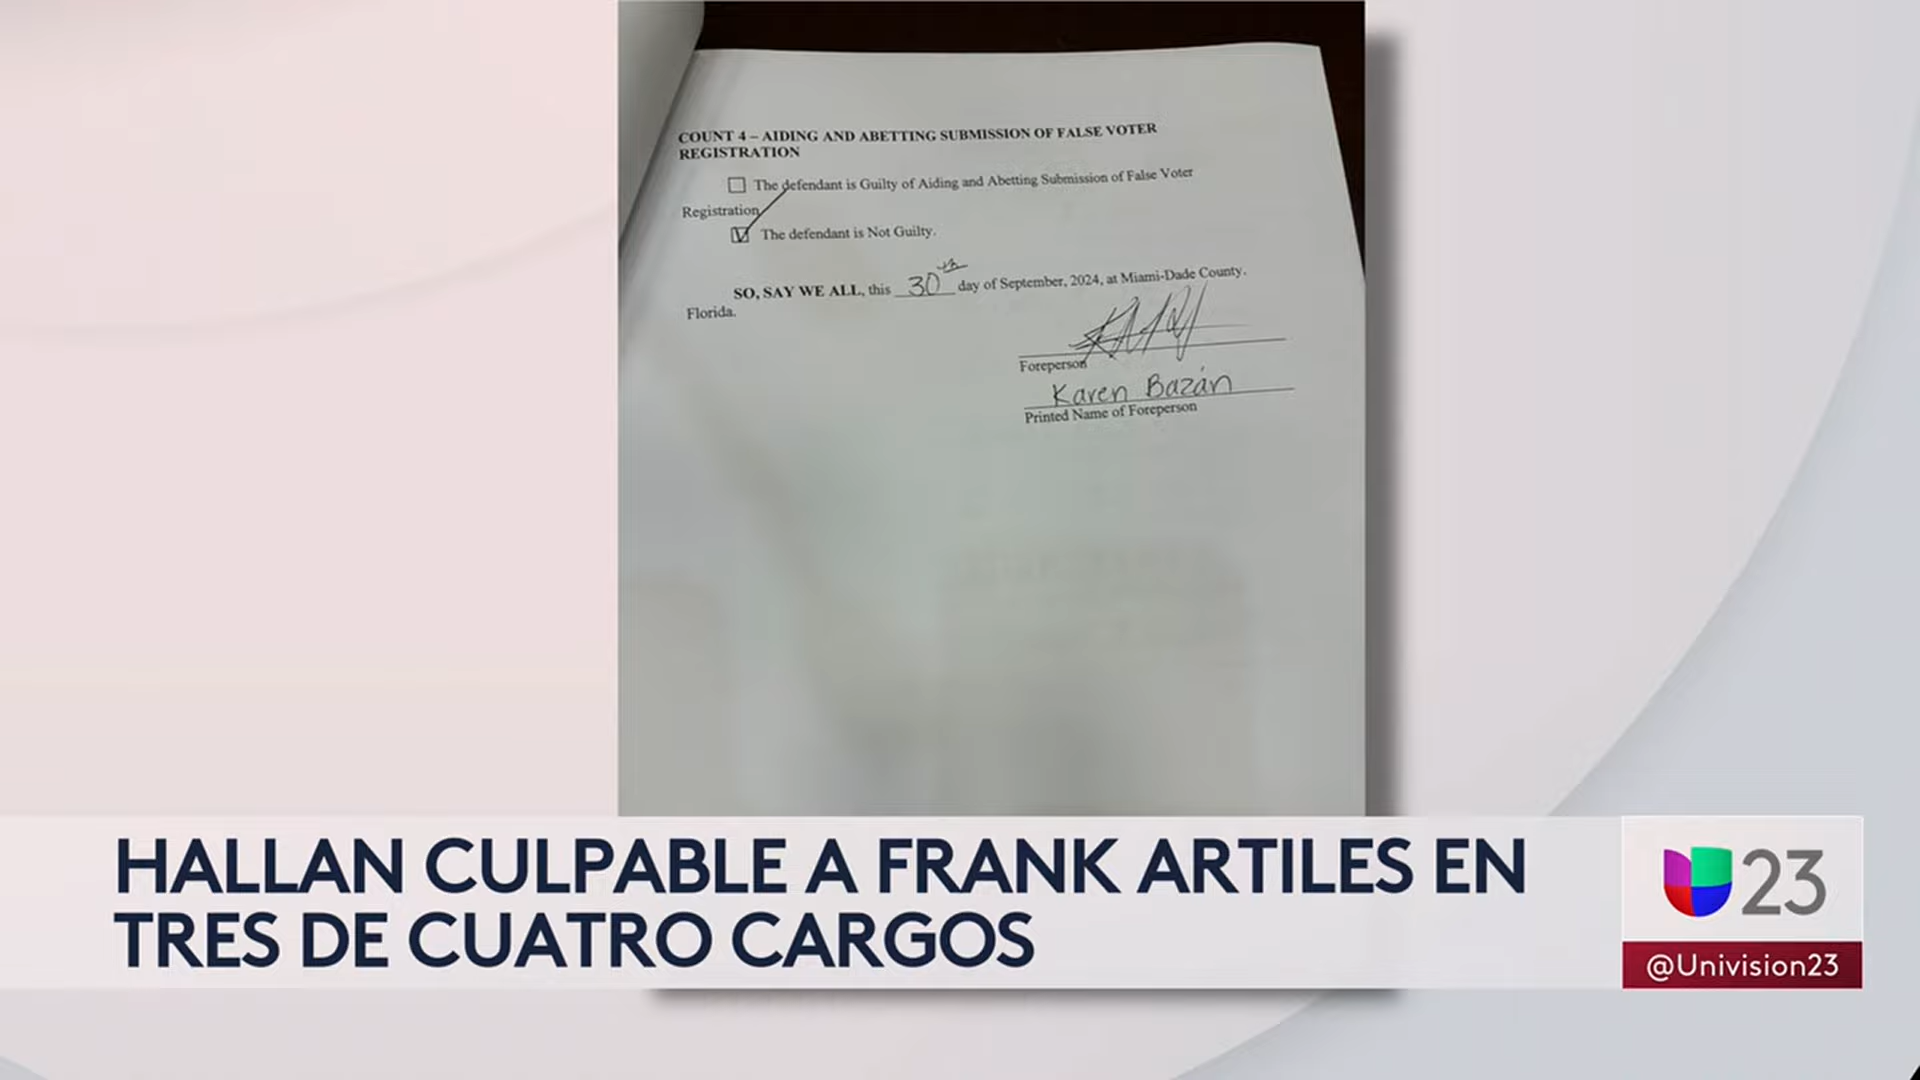 COUNT 4 – AIDING AND ABETTING SUBMISSION OF FALSE VOTER
REGISTRATION
The defendant is Guilty of Aiding and Abetting Submission of False Voter
Registration
The defendant is Not Guilty.
SO, SAY WE ALL, this 30th day of September, 2024, at Miami-Dade County,
Florida.
Foreperson
Karen Bazán
Printed Name of Foreperson
HALLAN CULPABLE A FRANK ARTILES EN
TRES DE CUATRO CARGOS
23
@Univision23